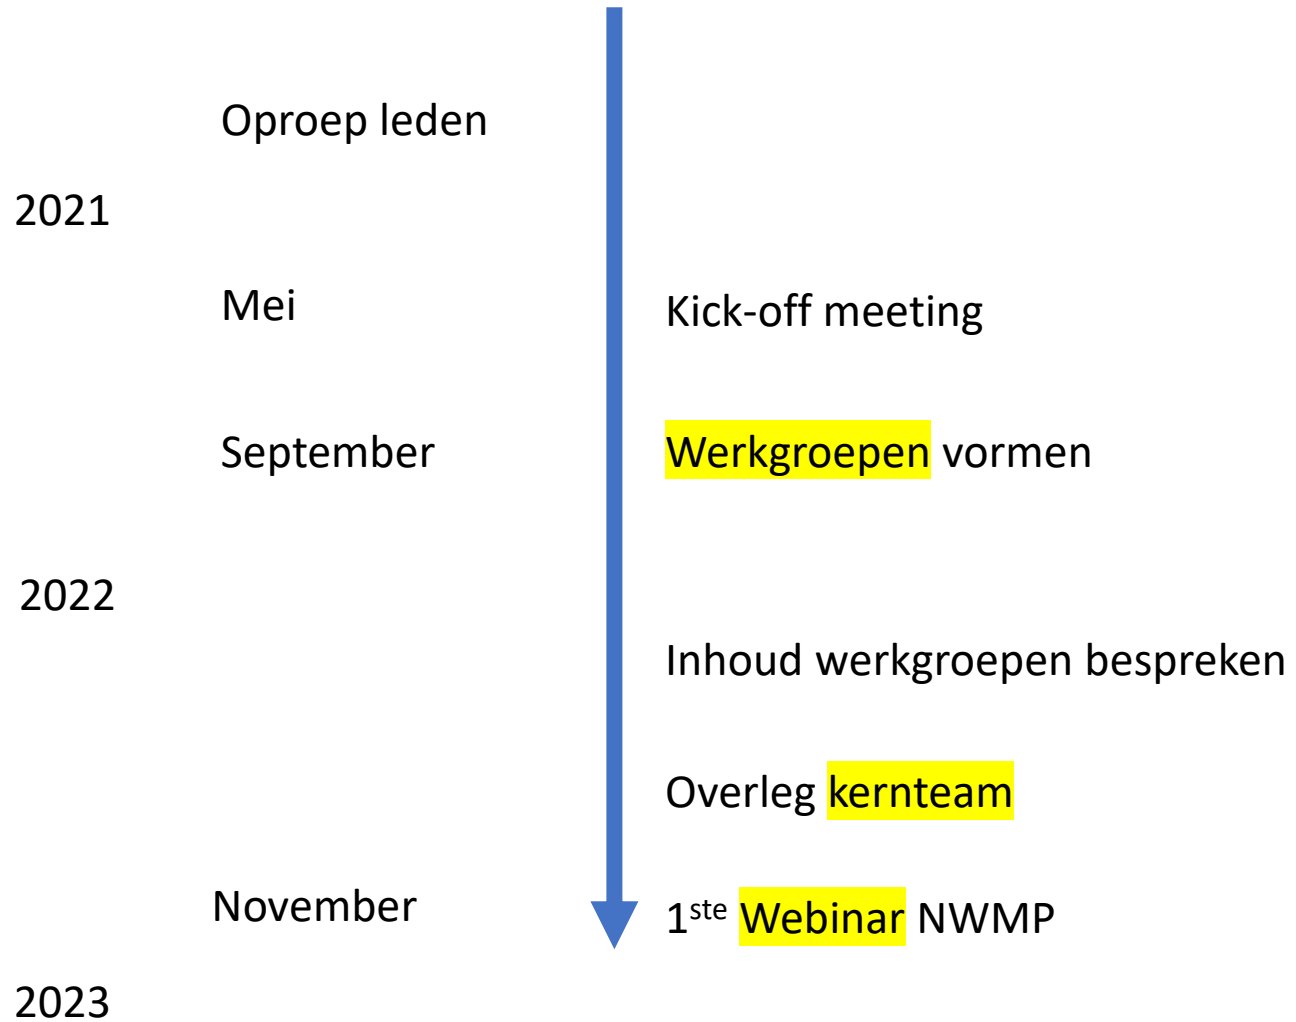 Oproep leden
2021
Mei
Kick-off meeting
September
Werkgroepen vormen
2022
Inhoud werkgroepen bespreken
Overleg kernteam
November
1ste Webinar NWMP
2023